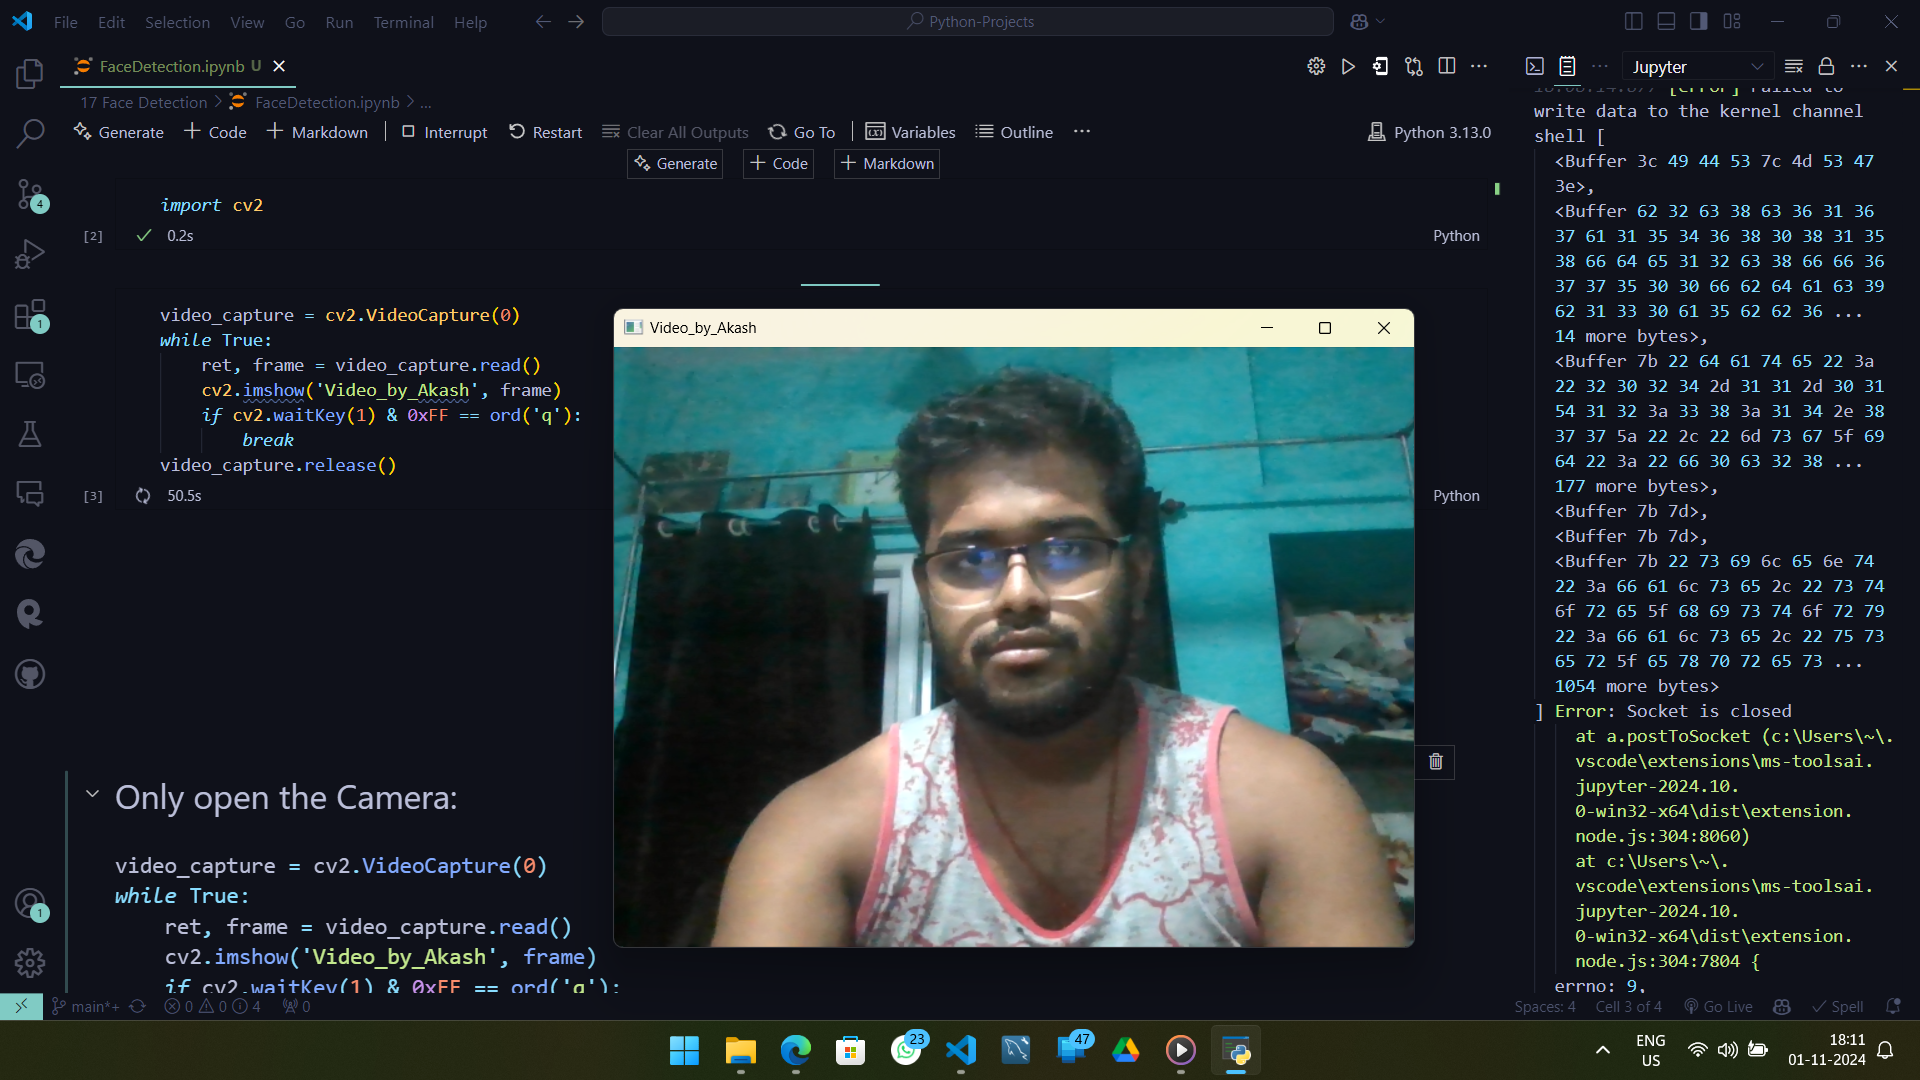 File Edit Selection View Go Run Terminal Help
Python-Projects
FaceDetection.ipynb U
17 Face Detection > FaceDetection.ipynb > ...
Generate + Code + Markdown Interrupt Restart Clear All Outputs Go To Variables Outline ...
Python 3.13.0
Generate + Code + Markdown
import cv2
[2] 0.2s
Python
video_capture = cv2.VideoCapture(0)
while True:
ret, frame = video_capture.read()
cv2.imshow('Video_by_Akash', frame)
if cv2.waitKey(1) & 0xFF == ord('q'):
break
video_capture.release()
[3] 50.5s
Python
Video_by_Akash
Only open the Camera:
video_capture = cv2.VideoCapture(0)
while True:
ret, frame = video_capture.read()
cv2.imshow('Video_by_Akash', frame)
if cv2.waitKey(1) & 0xFF == ord('q'):
Jupyter
[error] Failed to
write data to the kernel channel
shell [
<Buffer 3c 49 44 53 7c 4d 53 47
3e>,
<Buffer 62 32 63 38 63 36 31 36
37 61 31 35 34 36 38 30 38 31 35
38 66 64 65 31 32 63 38 66 66 36
37 37 35 30 30 66 62 64 61 63 39
62 31 33 30 61 35 62 62 36 ...
14 more bytes>,
<Buffer 7b 22 64 61 74 65 22 3a
22 32 30 32 34 2d 31 31 2d 30 31
54 31 32 3a 33 38 3a 31 34 2e 38
37 37 5a 22 2c 22 6d 73 67 5f 69
64 22 3a 22 66 30 63 32 38 ...
177 more bytes>,
<Buffer 7b 7d>,
<Buffer 7b 7d>,
<Buffer 7b 22 73 69 6c 65 6e 74
22 3a 66 61 6c 73 65 2c 22 73 74
6f 72 65 5f 68 69 73 74 6f 72 79
22 3a 66 61 6c 73 65 2c 22 75 73
65 72 5f 65 78 70 72 65 73 ...
1054 more bytes>
] Error: Socket is closed
at a.postToSocket (c:\Users\~\.
vscode\extensions\ms-toolsai.
jupyter-2024.10.
0-win32-x64\dist\extension.
node.js:304:8060)
at c:\Users\~\.
vscode\extensions\ms-toolsai.
jupyter-2024.10.
0-win32-x64\dist\extension.
node.js:304:7804 {
errno: 9,
4
1
1
main*+ 0 0 4 0
Spaces: 4 Cell 3 of 4 Go Live Spell
23
47
ENG
US
18:11
01-11-2024